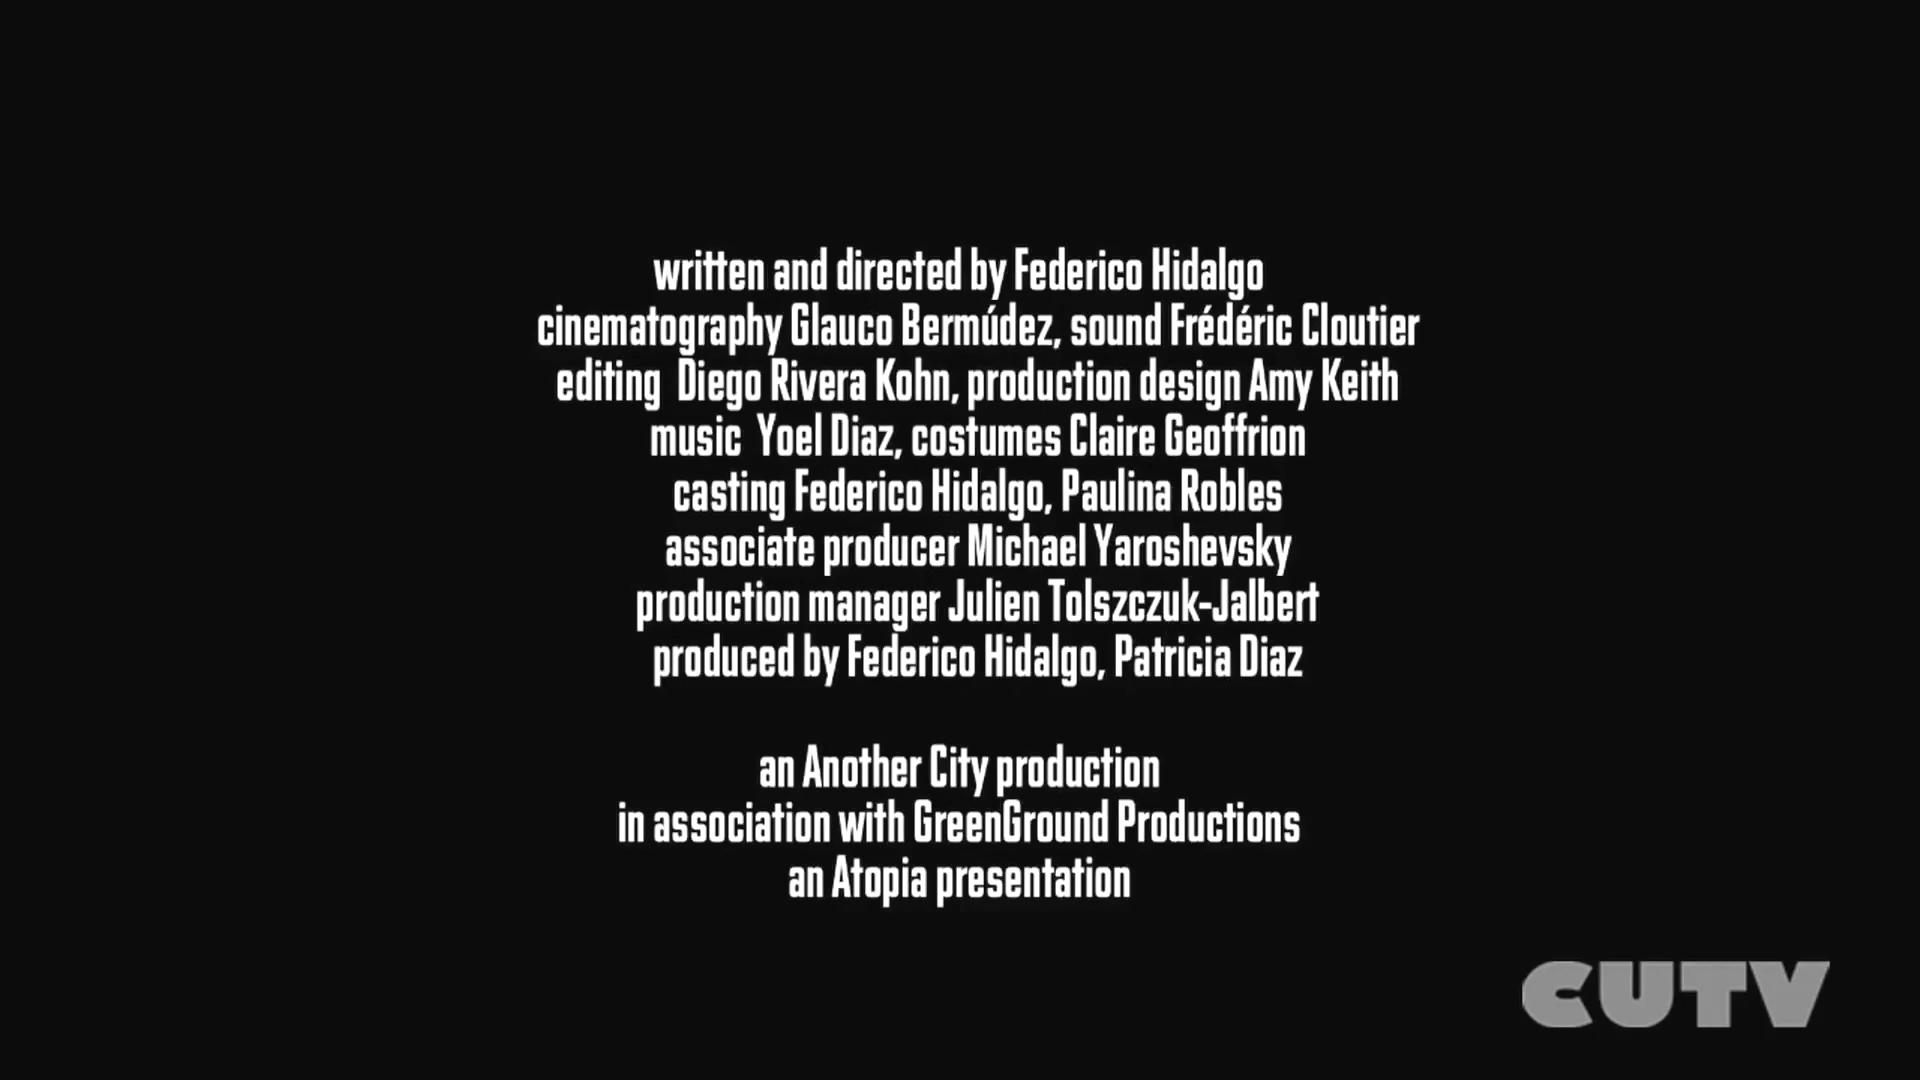 written and directed by Federico Hidalgo
cinematography Glauco Bermúdez, sound Frédéric Cloutier
editing  Diego Rivera Kohn, production design Amy Keith
music  Yoel Diaz, costumes Claire Geoffrion
casting Federico Hidalgo, Paulina Robles
associate producer Michael Yaroshevsky
production manager Julien Tolszczuk-Jalbert
produced by Federico Hidalgo, Patricia Diaz
an Another City production
in association with GreenGround Productions
an Atopia presentation
CUTV